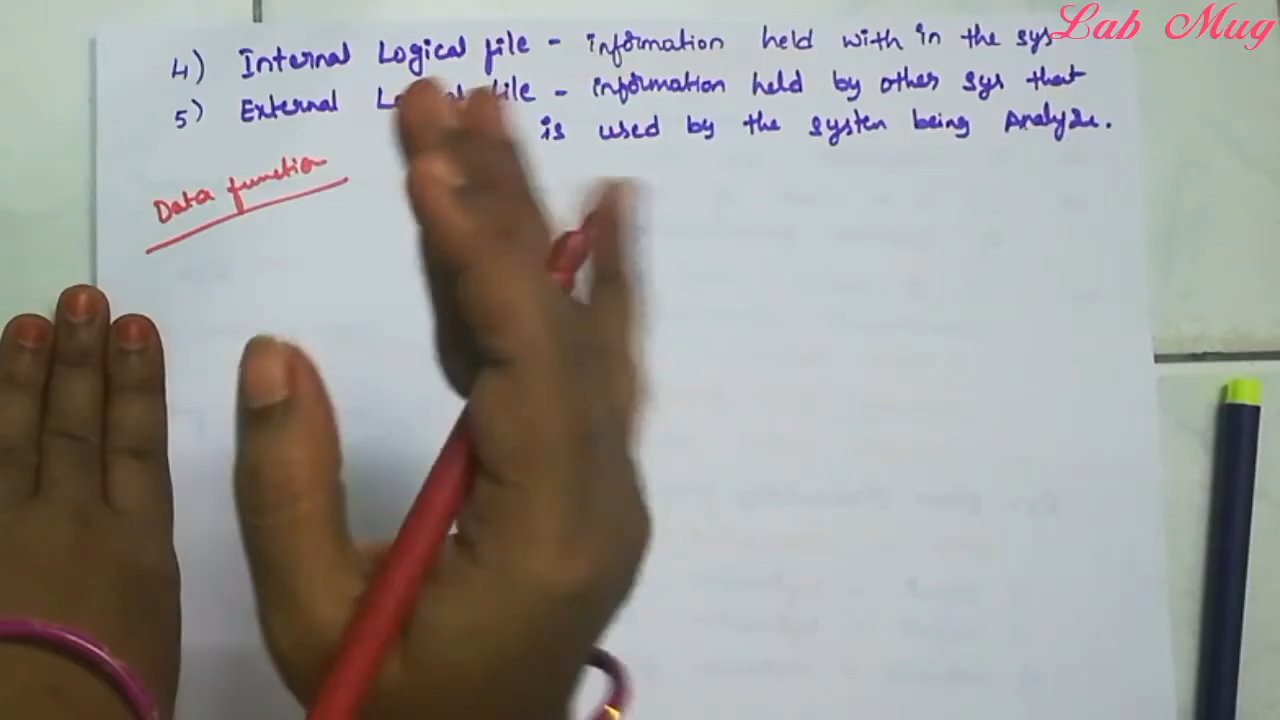 Lab Mug
4) Internal Logical file - information held with in the sys
5) External file - information held by other sys that
is used by the system being Analyze.
Data function